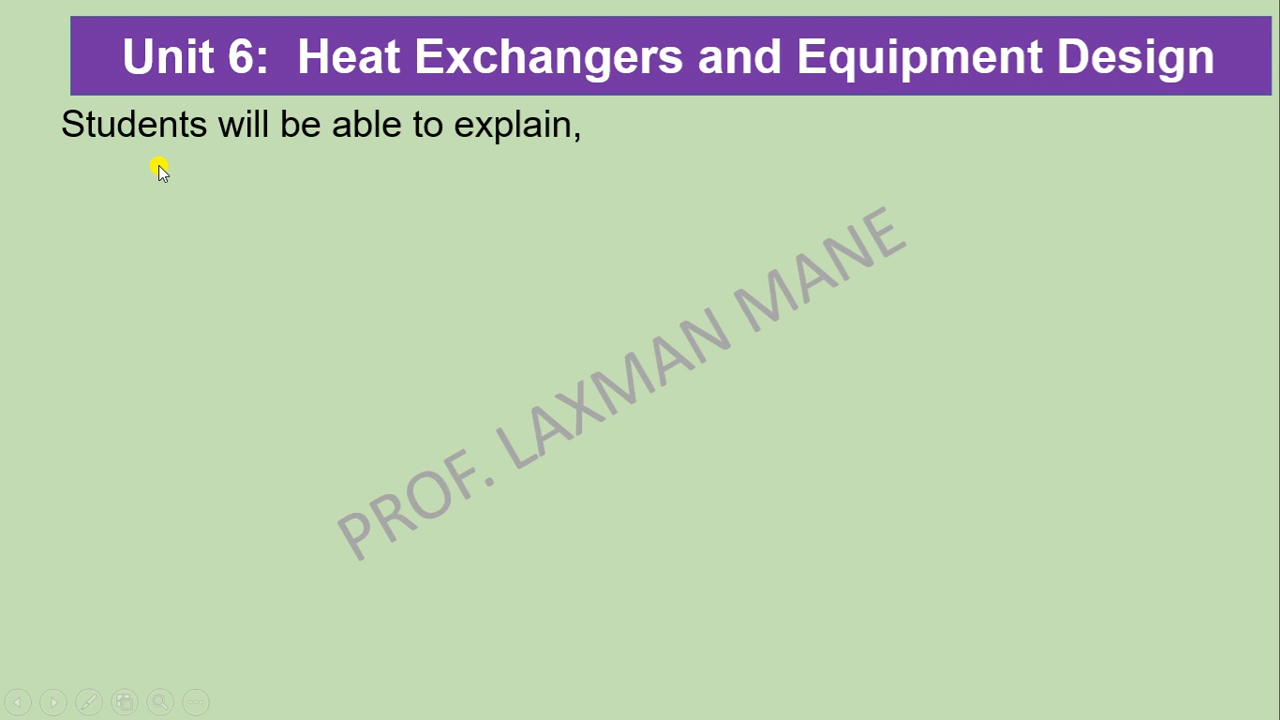 Unit 6: Heat Exchangers and Equipment Design
Students will be able to explain,
PROF. LAXMAN MANE